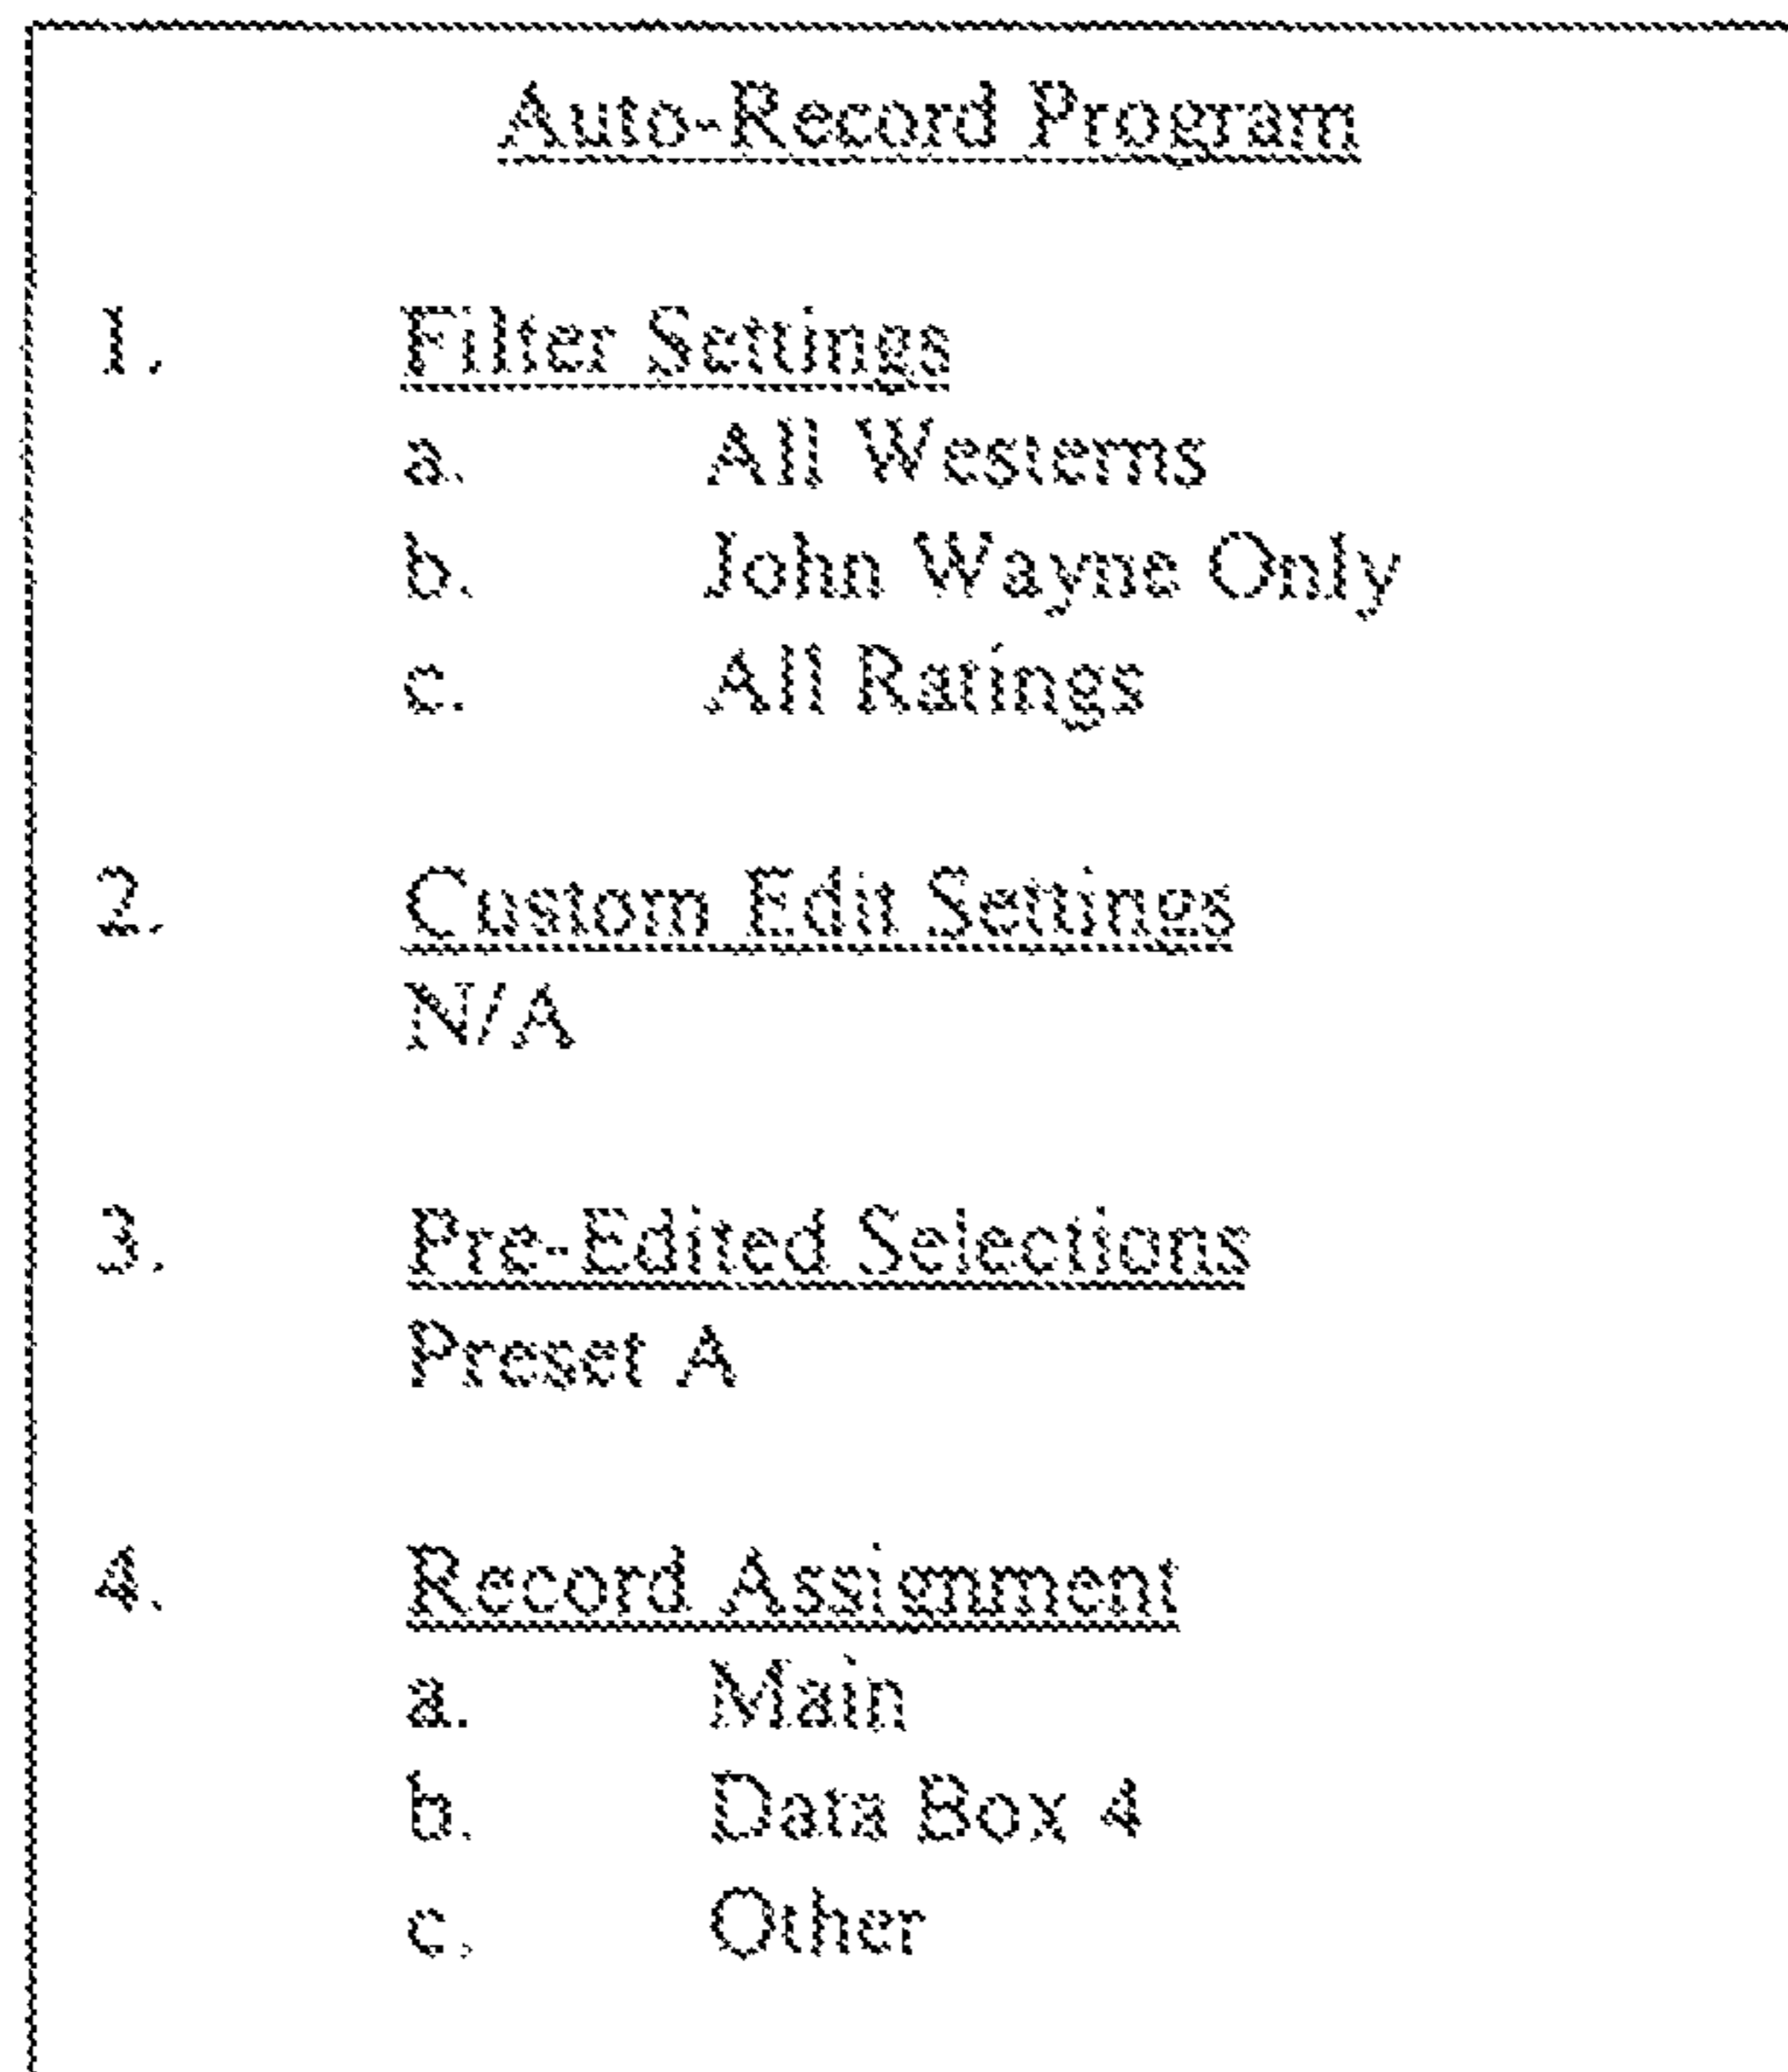 Auto-Record Program
1. Filter Settings
a. All Westerns
b. John Wayne Only
c. All Ratings
2. Custom Edit Settings
N/A
3. Pre-Edited Selections
Preset A
4. Record Assignment
a. Main
b. Data Box 4
c. Other